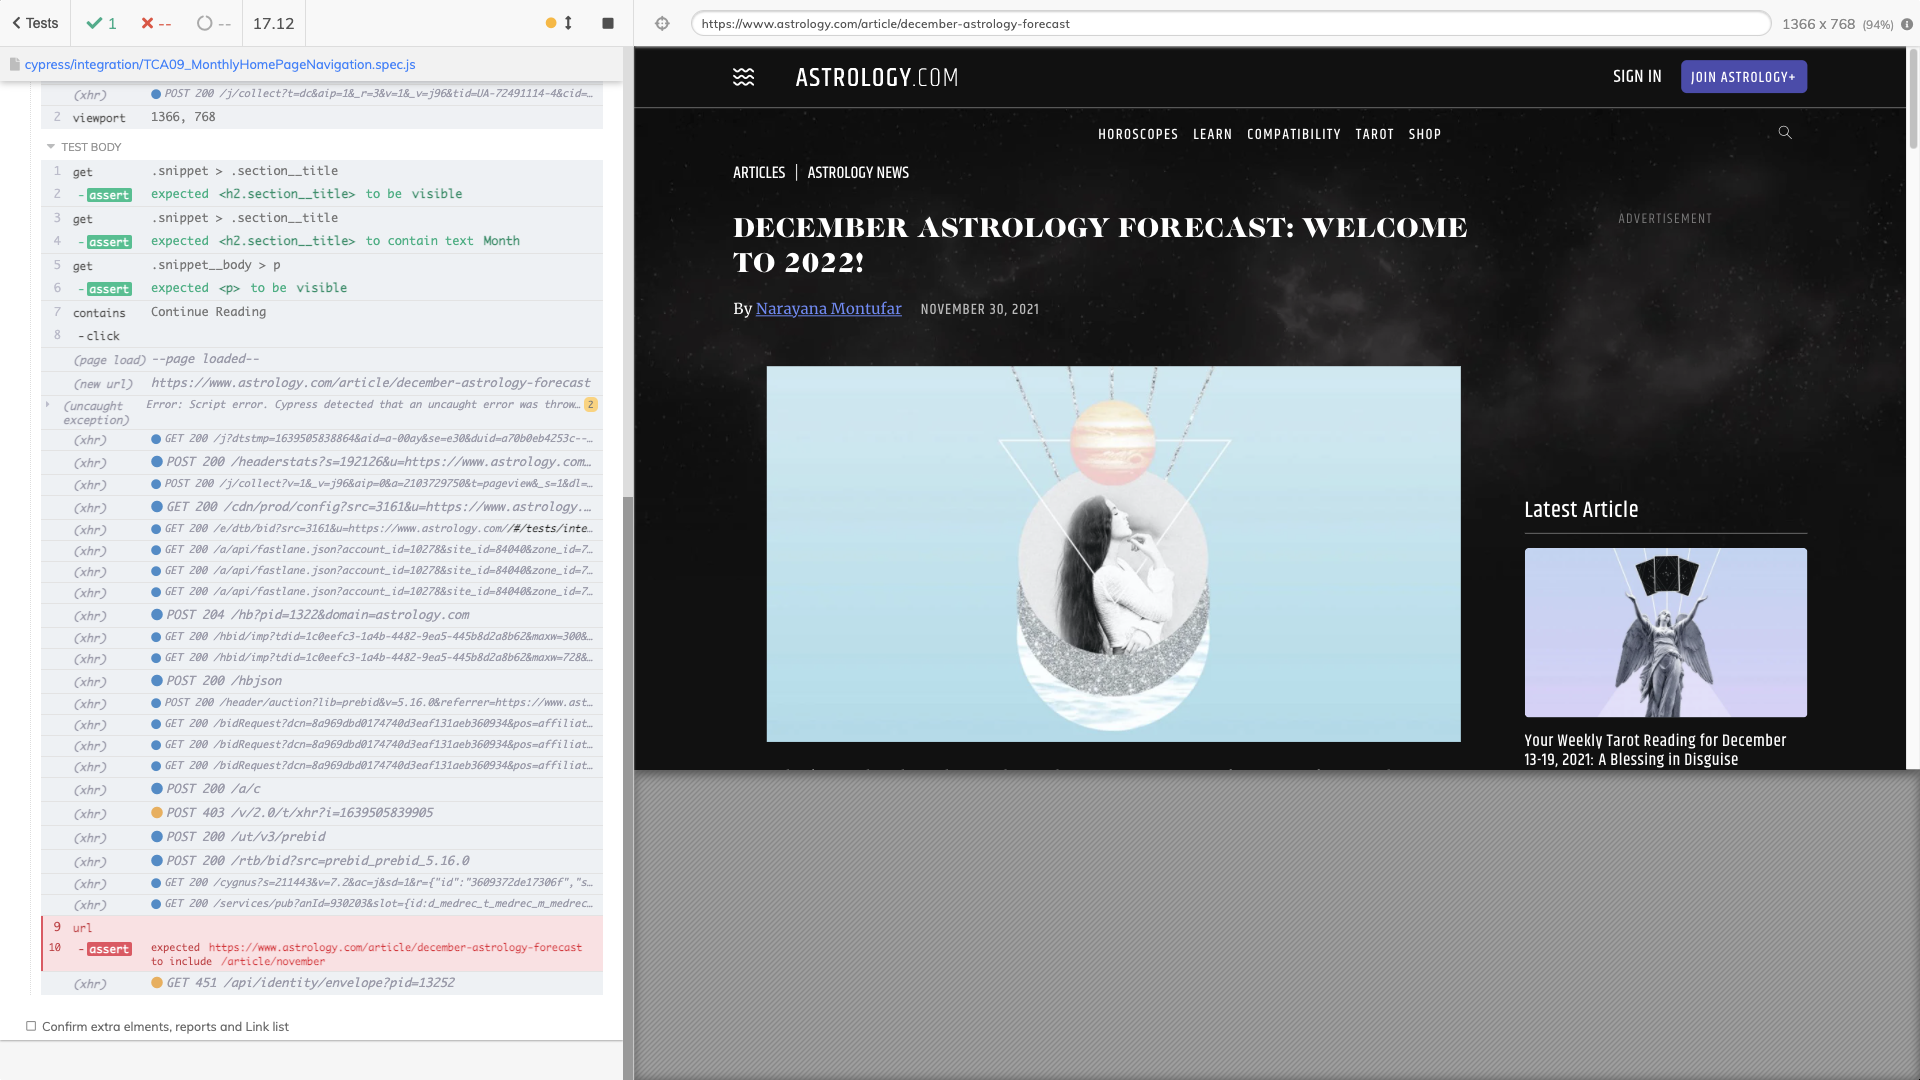 Tests
1
--
--
17.12
cypress/integration/TCA09_MonthlyHomePageNavigation.spec.js
(xhr) POST 200 /j/collect?t=dc&aip=1&_r=3&v=1&_v=j96&tid=UA-72491114-4&cid=…
2 viewport 1366, 768
TEST BODY
1 get .snippet > .section__title
2 -assert expected <h2.section__title> to be visible
3 get .snippet > .section__title
4 -assert expected <h2.section__title> to contain text Month
5 get .snippet__body > p
6 -assert expected <p> to be visible
7 contains Continue Reading
8 -click
(page load) --page loaded--
(new url) https://www.astrology.com/article/december-astrology-forecast
(uncaught exception) Error: Script error. Cypress detected that an uncaught error was throw… 2
(xhr) GET 200 /j?dtstmp=1639505838864&aid=a-00ay&se=e30&duid=a70b0eb4253c--…
(xhr) POST 200 /headerstats?s=192126&u=https://www.astrology.com…
(xhr) POST 200 /j/collect?v=1&_v=j96&aip=0&a=2103729750&t=pageview&_s=1&dl=…
(xhr) GET 200 /cdn/prod/config?src=3161&u=https://www.astrology.…
(xhr) GET 200 /e/dtb/bid?src=3161&u=https://www.astrology.com//#/tests/inte…
(xhr) GET 200 /a/api/fastlane.json?account_id=10278&site_id=84040&zone_id=7…
(xhr) GET 200 /a/api/fastlane.json?account_id=10278&site_id=84040&zone_id=7…
(xhr) GET 200 /a/api/fastlane.json?account_id=10278&site_id=84040&zone_id=7…
(xhr) POST 204 /hb?pid=1322&domain=astrology.com
(xhr) GET 200 /hbid/imp?tdid=1c0eefc3-1a4b-4482-9ea5-445b8d2a8b62&maxw=300&…
(xhr) GET 200 /hbid/imp?tdid=1c0eefc3-1a4b-4482-9ea5-445b8d2a8b62&maxw=728&…
(xhr) POST 200 /hbjson
(xhr) POST 200 /header/auction?lib=prebid&v=5.16.0&referrer=https://www.ast…
(xhr) GET 200 /bidRequest?dcn=8a969dbd0174740d3eaf131aeb360934&pos=affiliat…
(xhr) GET 200 /bidRequest?dcn=8a969dbd0174740d3eaf131aeb360934&pos=affiliat…
(xhr) GET 200 /bidRequest?dcn=8a969dbd0174740d3eaf131aeb360934&pos=affiliat…
(xhr) POST 200 /a/c
(xhr) POST 403 /v/2.0/t/xhr?i=1639505839905
(xhr) POST 200 /ut/v3/prebid
(xhr) POST 200 /rtb/bid?src=prebid_prebid_5.16.0
(xhr) GET 200 /cygnus?s=211443&v=7.2&ac=j&sd=1&r={"id":"3609372de17306f","s…
(xhr) GET 200 /services/pub?anId=930203&slot={id:d_medrec_t_medrec_m_medrec…
9 url
10 -assert expected https://www.astrology.com/article/december-astrology-forecast
to include /article/november
(xhr) GET 451 /api/identity/envelope?pid=13252
Confirm extra elments, reports and Link list
https://www.astrology.com/article/december-astrology-forecast
1366 x 768 (94%)
ASTROLOGY.COM
SIGN IN
JOIN ASTROLOGY+
HOROSCOPES LEARN COMPATIBILITY TAROT SHOP
ARTICLES | ASTROLOGY NEWS
DECEMBER ASTROLOGY FORECAST: WELCOME
TO 2022!
By Narayana Montufar NOVEMBER 30, 2021
ADVERTISEMENT
Latest Article
Your Weekly Tarot Reading for December
13-19, 2021: A Blessing in Disguise